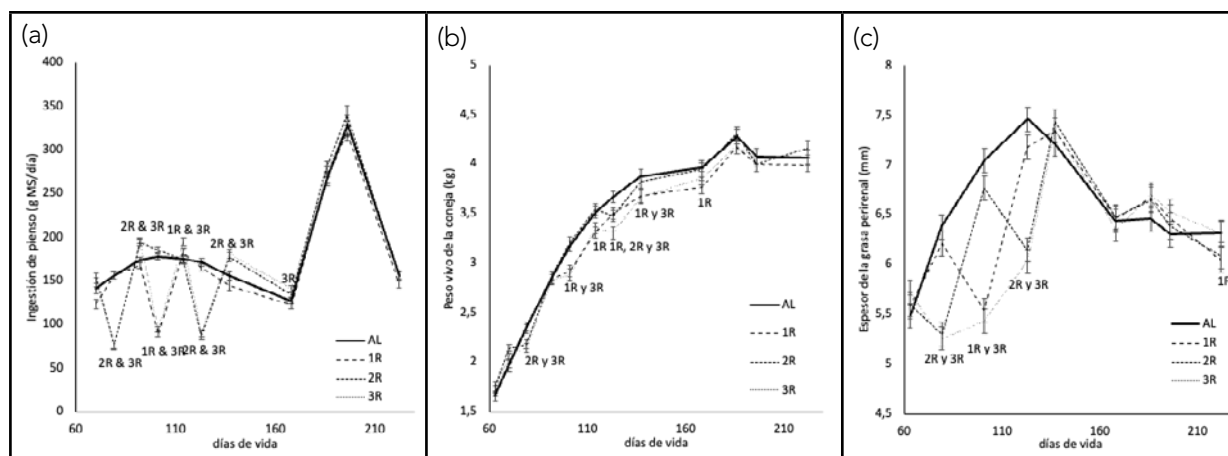 (a)
Ingestión de pienso (g MS/día)
400
350
300
250
200
150
100
50
0
2R & 3R
1R & 3R
2R & 3R
3R
2R & 3R
1R & 3R
2R & 3R
AL
1R
2R
3R
60
110
160
210
días de vida
(b)
Peso vivo de la coneja (kg)
5
4,5
4
3,5
3
2,5
2
1,5
1R y 3R
1R
1R 1R, 2R y 3R
1R y 3R
2R y 3R
AL
1R
2R
3R
60
110
160
210
días de vida
(c)
Espesor de la grasa perirenal (mm)
8
7,5
7
6,5
6
5,5
5
4,5
2R y 3R
1R
2R y 3R
1R y 3R
AL
1R
2R
3R
60
110
160
210
días de vida